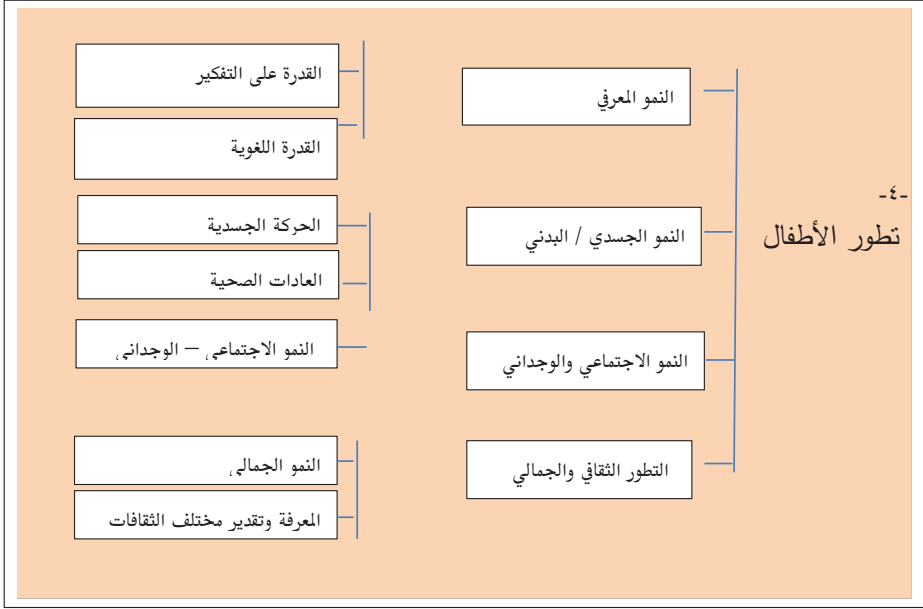 -٤-
تطور الأطفال
النمو المعرفي
القدرة على التفكير
القدرة اللغوية
النمو الجسدي / البدني
الحركة الجسدية
العادات الصحية
النمو الاجتماعي والوجداني
النمو الاجتماعي – الوجداني
التطور الثقافي والجمالي
النمو الجمالي
المعرفة وتقدير مختلف الثقافات